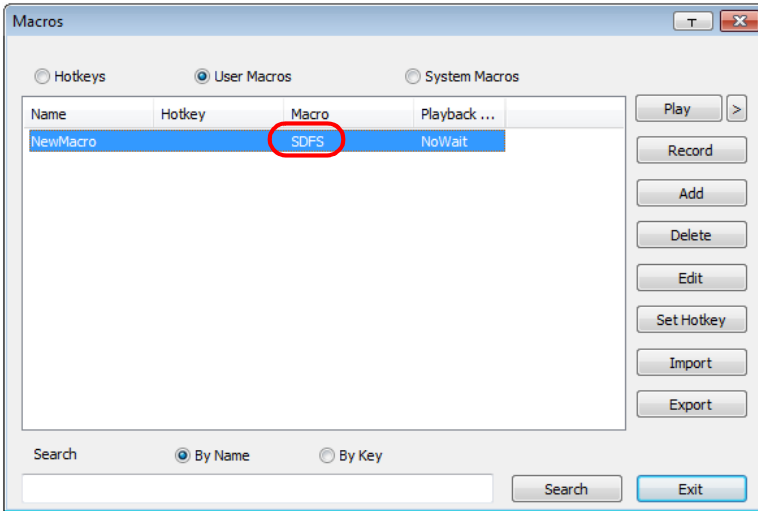 Macros
Hotkeys User Macros System Macros
Name Hotkey Macro Playback ... Play >
NewMacro SDFS NoWait
Record
Add
Delete
Edit
Set Hotkey
Import
Export
Search By Name By Key
Search Exit